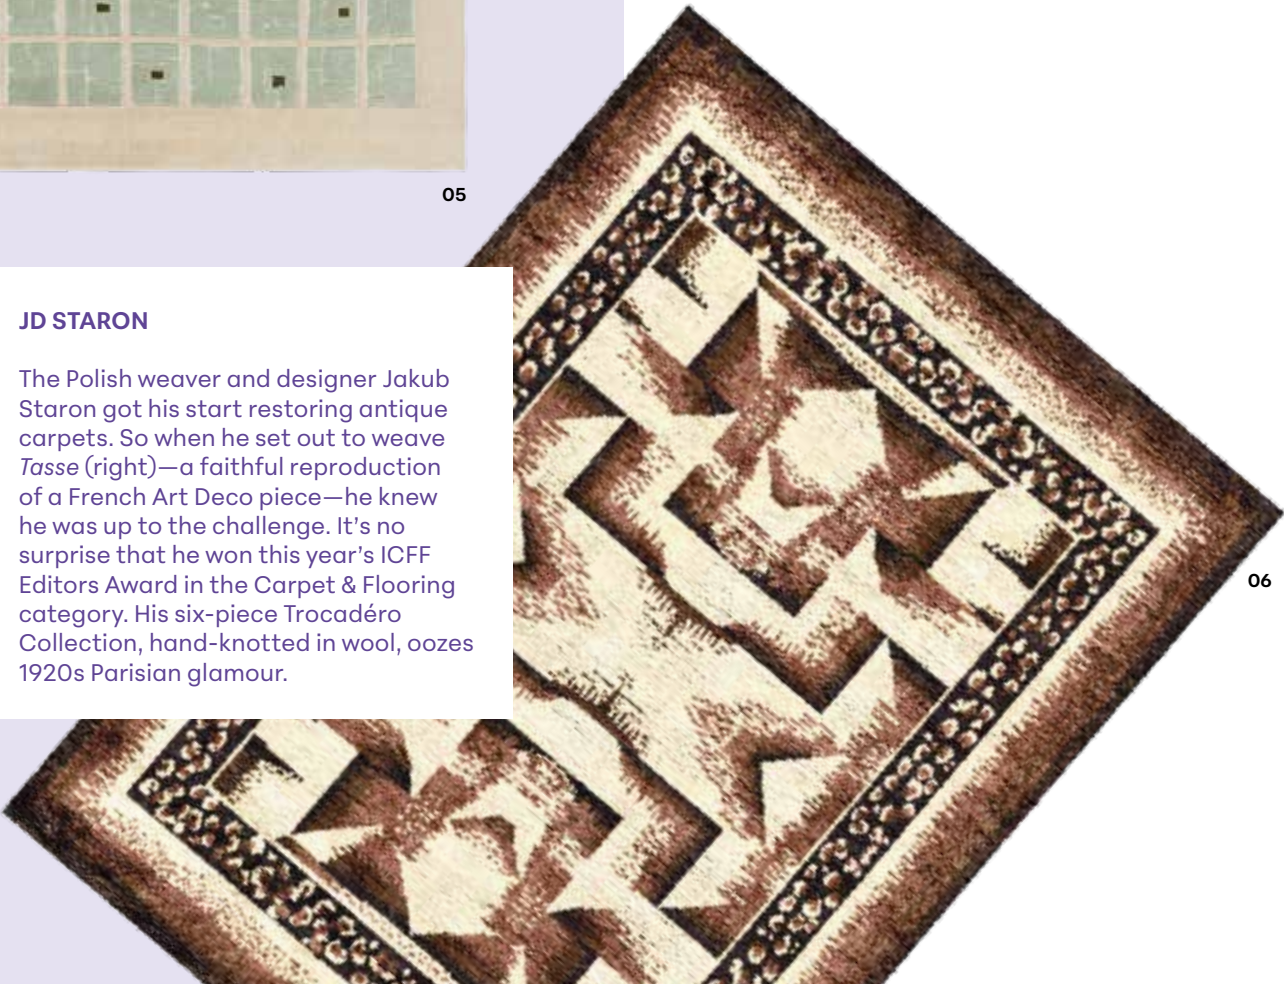 05
JD STARON
The Polish weaver and designer Jakub
Staron got his start restoring antique
carpets. So when he set out to weave
Tasse (right)—a faithful reproduction
of a French Art Deco piece—he knew
he was up to the challenge. It’s no
surprise that he won this year’s ICFF
Editors Award in the Carpet & Flooring
category. His six-piece Trocadéro
Collection, hand-knotted in wool, oozes
1920s Parisian glamour.
06